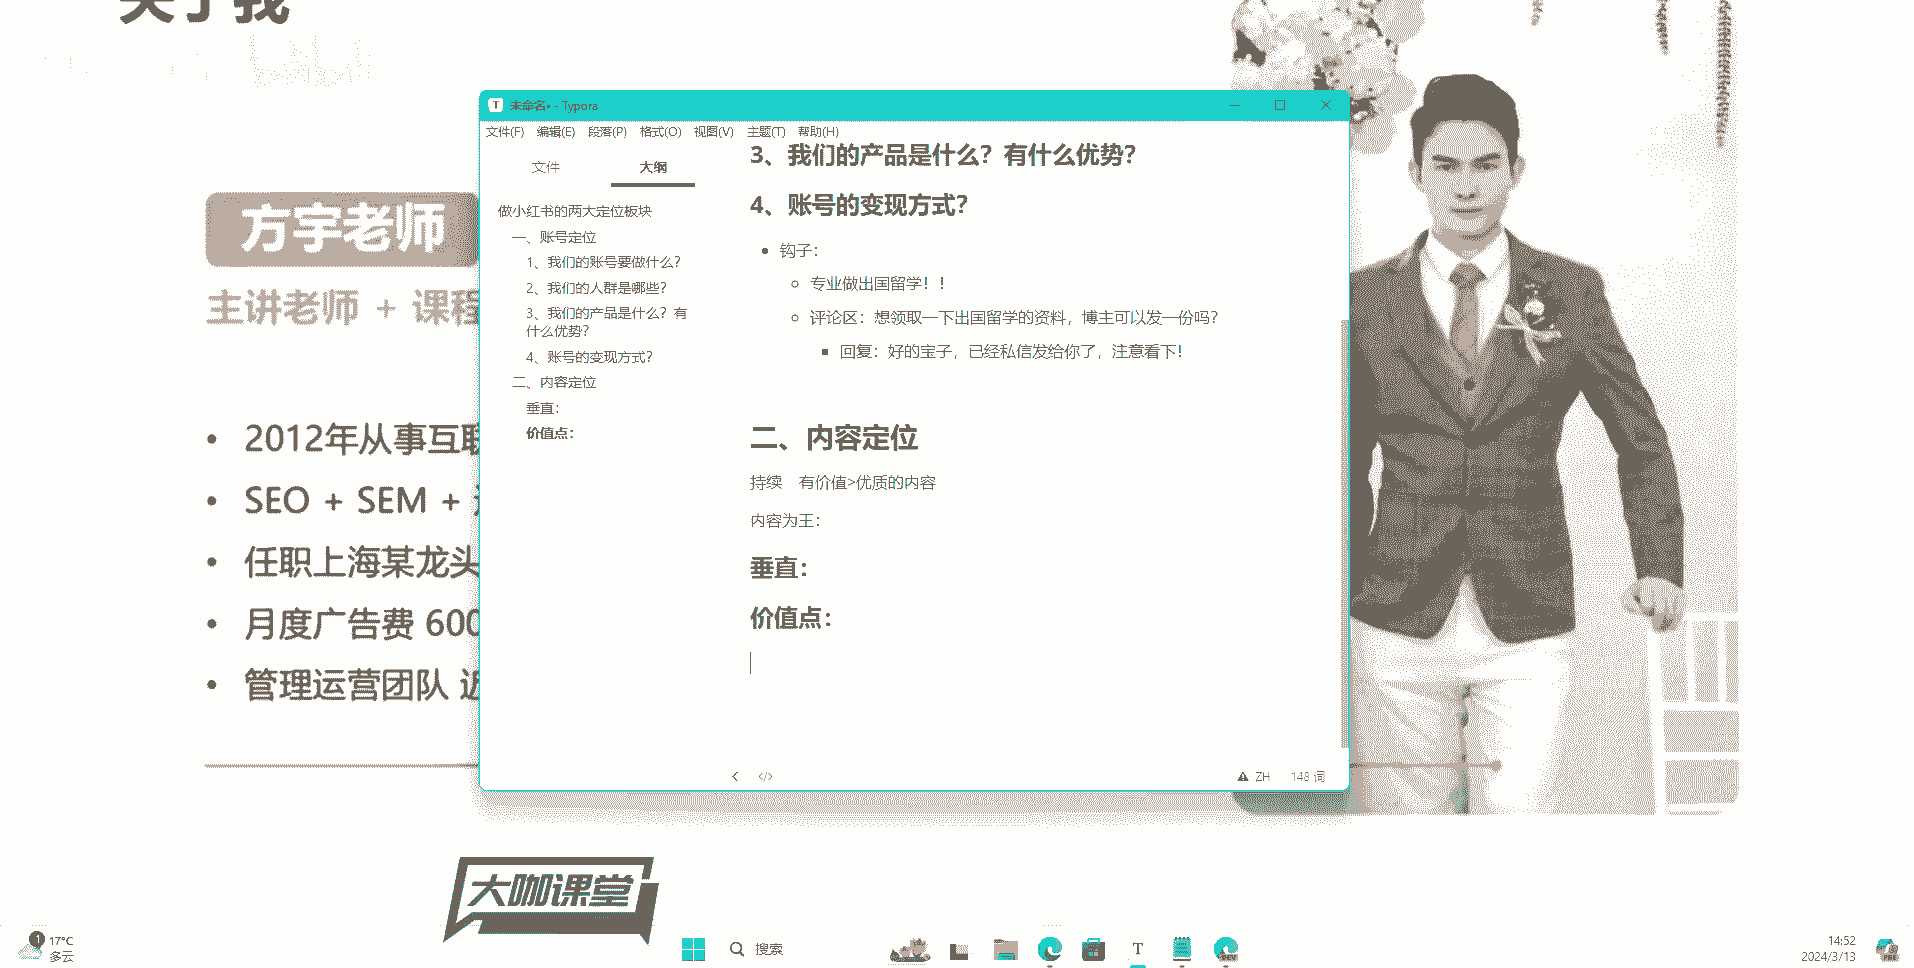 关于我
方宇老师
主讲老师 + 课程
2012年从事互联
SEO + SEM +
任职上海某龙头
月度广告费 600
管理运营团队 近
未命名• - Typora
文件(F) 编辑(E) 段落(P) 格式(O) 视图(V) 主题(T) 帮助(H)
文件 大纲
做小红书的两大定位板块
一、账号定位
1、我们的账号要做什么?
2、我们的人群是哪些?
3、我们的产品是什么? 有
什么优势?
4、账号的变现方式?
二、内容定位
垂直:
价值点:
3、我们的产品是什么? 有什么优势?
4、账号的变现方式?
钩子:
专业做出国留学! !
评论区: 想领取一下出国留学的资料, 博主可以发一份吗?
回复: 好的宝子, 已经私信发给你了, 注意看下!
二、内容定位
持续 有价值>优质的内容
内容为王:
垂直:
价值点:
ZH 148 词
大咖课堂
1
17°C
多云
搜索
T
DEV
14:52
2024/3/13
PRE